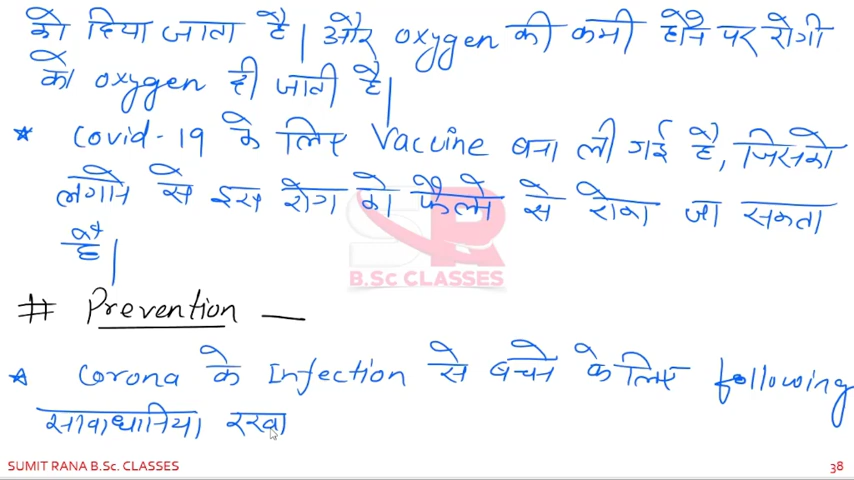 को दिया जाता है| और oxygen की कमी होने पर रोगी
को oxygen दी जाती है|
* Covid-19 के लिए Vaccine बना ली गई है, जिसको
लगाने से इस रोग को फैलने से रोका जा सकता
है|
# Prevention —
* Corona के Infection से बचने के लिए following
सावधानिया रखा
SR
B.Sc CLASSES
SUMIT RANA B.Sc. CLASSES 38